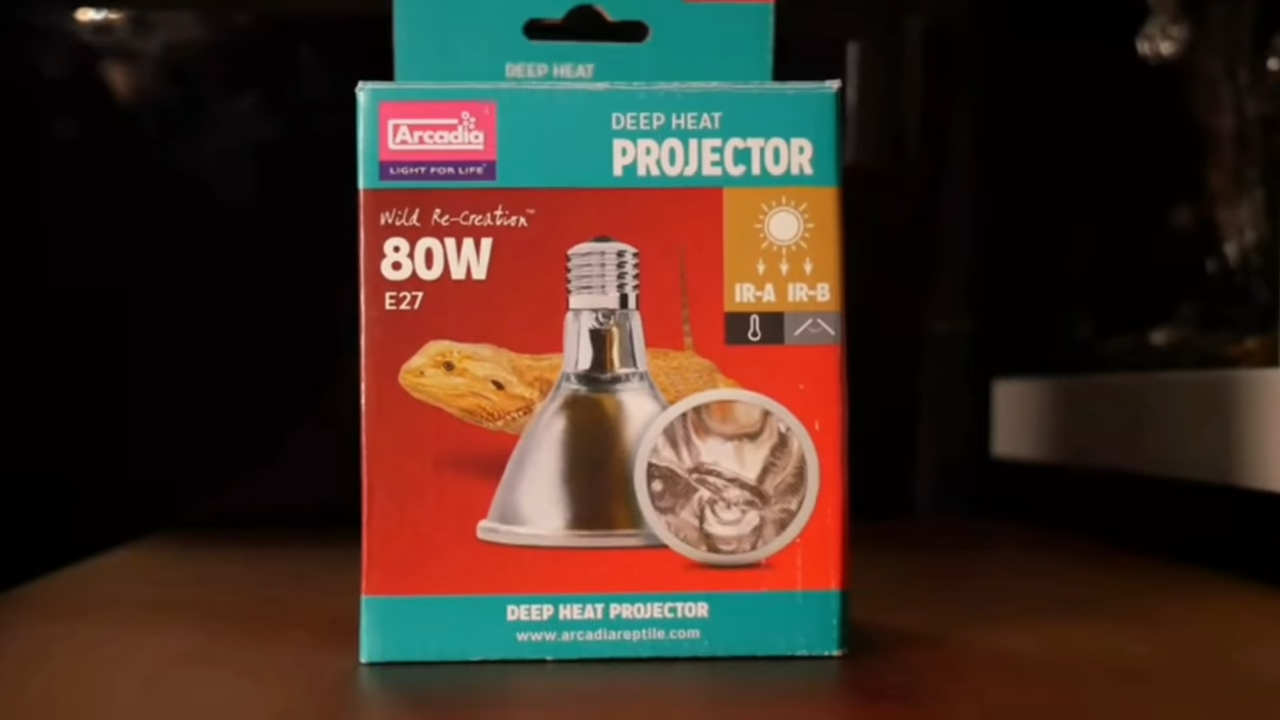 DEEP HEAT
Arcadia
LIGHT FOR LIFE
DEEP HEAT
PROJECTOR
Wild Re-Creation™
80W
E27
IR-A IR-B
DEEP HEAT PROJECTOR
www.arcadiareptile.com